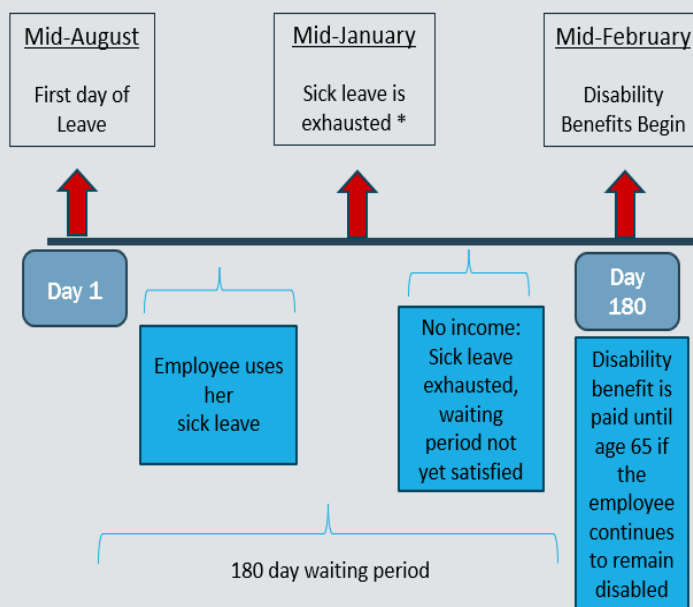 Mid-August
First day of
Leave
Mid-January
Sick leave is
exhausted *
Mid-February
Disability
Benefits Begin
Day 1
Employee uses
her
sick leave
No income:
Sick leave
exhausted,
waiting
period not
yet satisfied
Day
180
Disability
benefit is
paid until
age 65 if
the
employee
continues
to remain
disabled
180 day waiting period